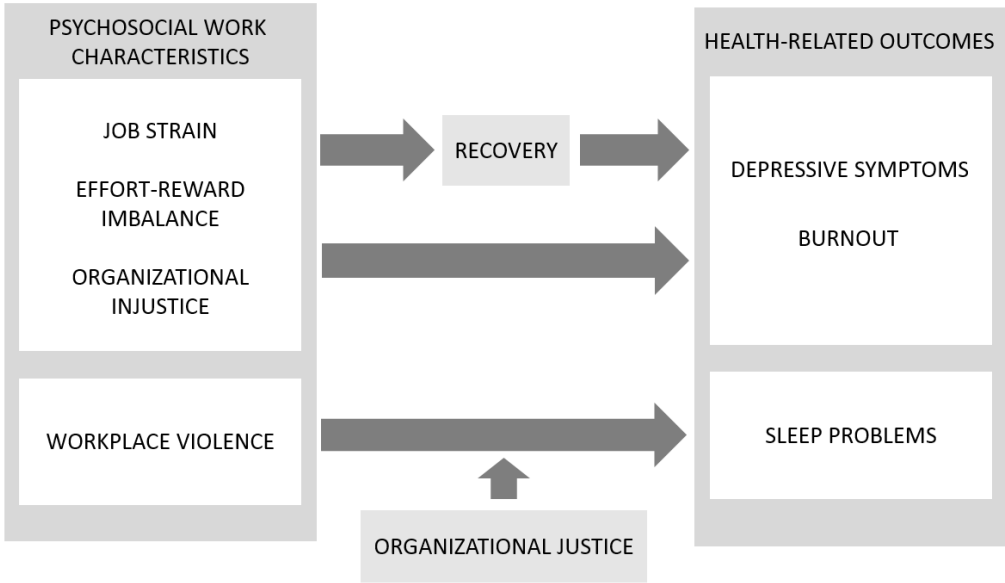 PSYCHOSOCIAL WORK
CHARACTERISTICS
JOB STRAIN
EFFORT-REWARD
IMBALANCE
ORGANIZATIONAL
INJUSTICE
WORKPLACE VIOLENCE
RECOVERY
ORGANIZATIONAL JUSTICE
HEALTH-RELATED OUTCOMES
DEPRESSIVE SYMPTOMS
BURNOUT
SLEEP PROBLEMS